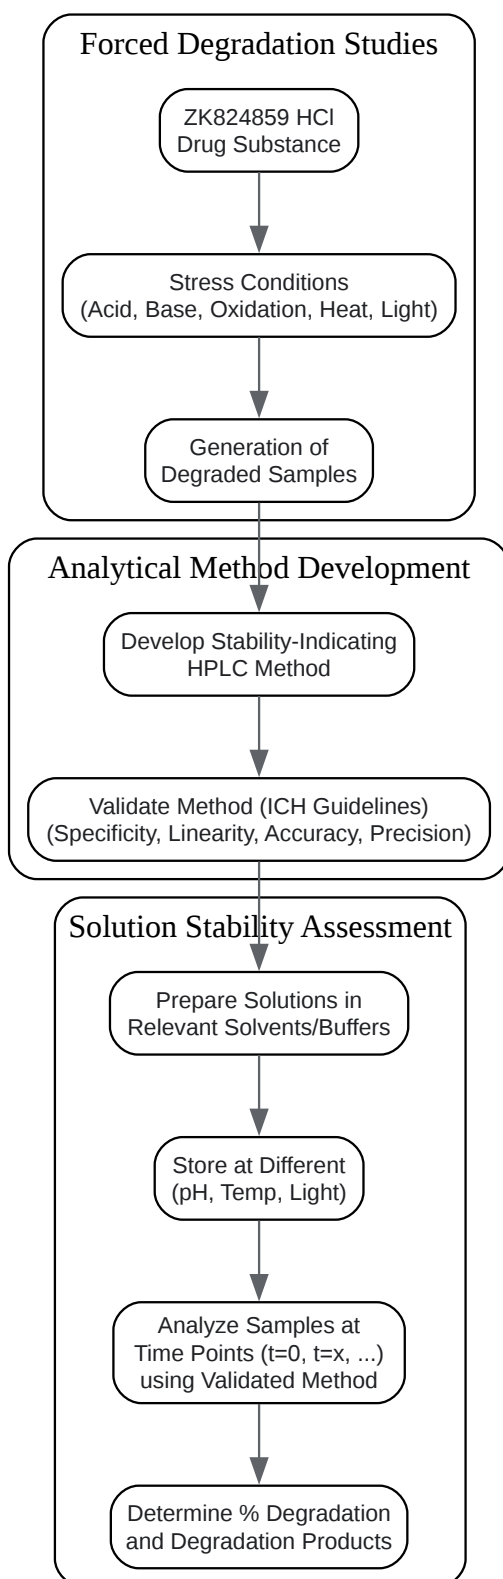 Forced Degradation Studies
ZK824859 HCl
Drug Substance
Stress Conditions
(Acid, Base, Oxidation, Heat, Light)
Generation of
Degraded Samples
Analytical Method Development
Develop Stability-Indicating
HPLC Method
Validate Method (ICH Guidelines)
(Specificity, Linearity, Accuracy, Precision)
Solution Stability Assessment
Prepare Solutions in
Relevant Solvents/Buffers
Store at Different
(pH, Temp, Light)
Analyze Samples at
Time Points (t=0, t=x, ...)
using Validated Method
Determine % Degradation
and Degradation Products